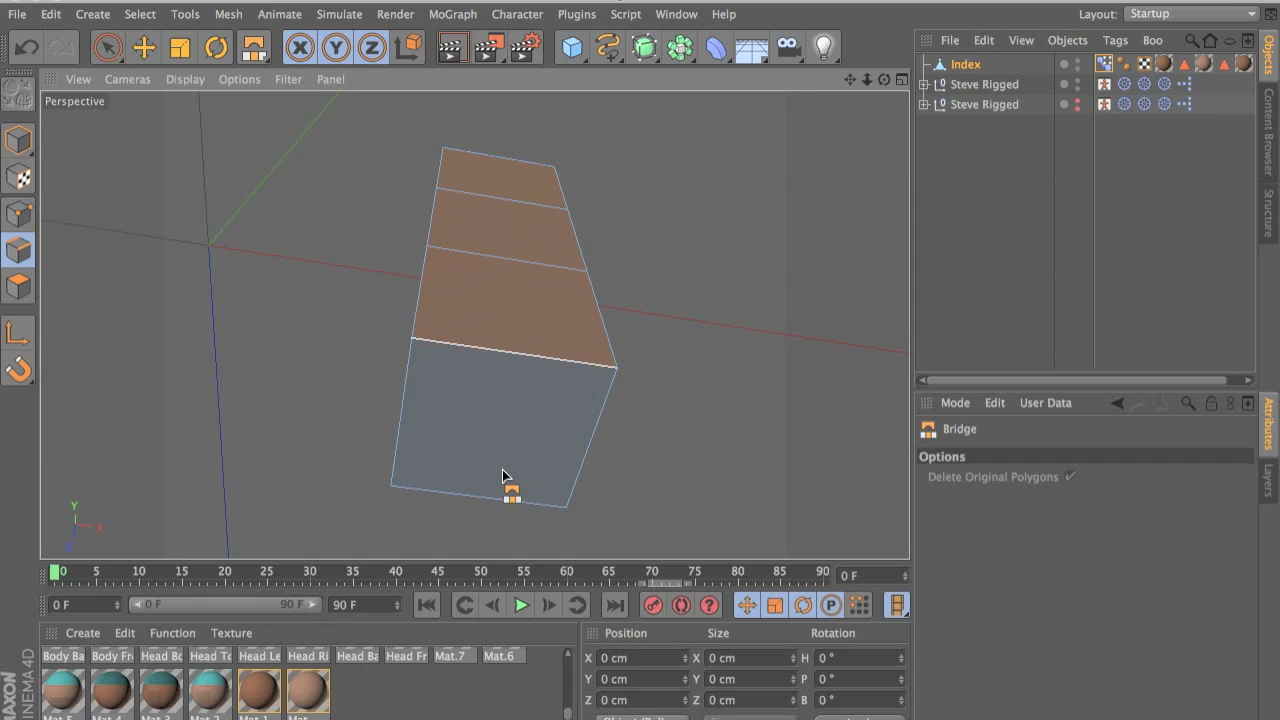 File Edit Create Select Tools Mesh Animate Simulate Render MoGraph Character Plugins Script Window Help Layout: Startup
X Y Z
File Edit View Objects Tags Boo
Objects
Content Browser
Structure
View Cameras Display Options Filter Panel
Perspective
Index
Steve Rigged
Steve Rigged
Y
X
Z
Mode Edit User Data
Attributes
Layers
Bridge
Options
Delete Original Polygons
0 5 10 15 20 25 30 35 40 45 50 55 60 65 70 75 80 85 90 0 F
0 F 0 F 90 F 90 F
P
Create Edit Function Texture
Position Size Rotation
Body Ba Body Fr Head Bo Head To Head Le Head Ri Head Ba Head Fr Mat.7 Mat.6
X 0 cm X 0 cm H 0 °
Y 0 cm Y 0 cm P 0 °
Z 0 cm Z 0 cm B 0 °
MAXON
CINEMA 4D
Mat.5 Mat.4 Mat.3 Mat.2 Mat.1 Mat